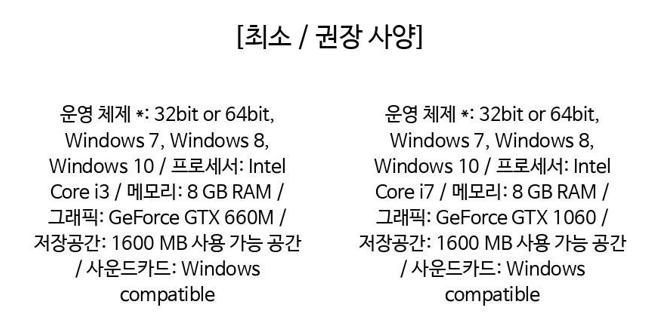 [최소 / 권장 사양]
운영 체제 *: 32bit or 64bit,
Windows 7, Windows 8,
Windows 10 / 프로세서: Intel
Core i3 / 메모리: 8 GB RAM /
그래픽: GeForce GTX 660M /
저장공간: 1600 MB 사용 가능 공간
/ 사운드카드: Windows
compatible
운영 체제 *: 32bit or 64bit,
Windows 7, Windows 8,
Windows 10 / 프로세서: Intel
Core i7 / 메모리: 8 GB RAM /
그래픽: GeForce GTX 1060 /
저장공간: 1600 MB 사용 가능 공간
/ 사운드카드: Windows
compatible